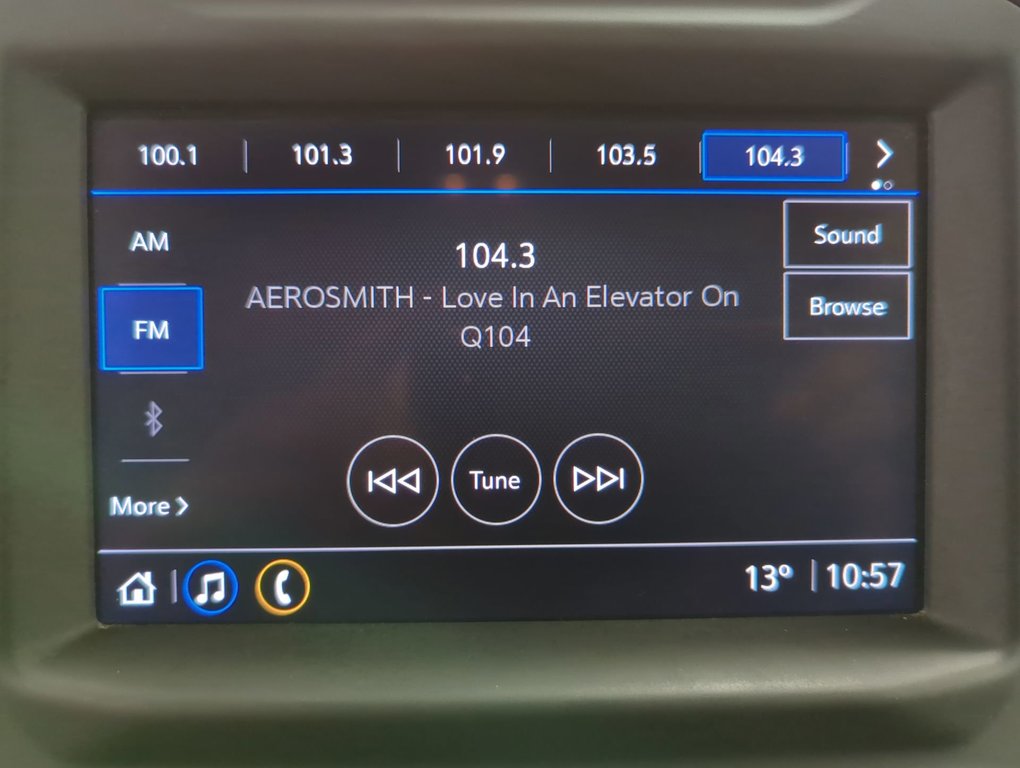 100.1 101.3 101.9 103.5 104.3
AM
104.3
Sound
AEROSMITH - Love In An Elevator On
Q104
Browse
FM
More
Tune
13° 10:57